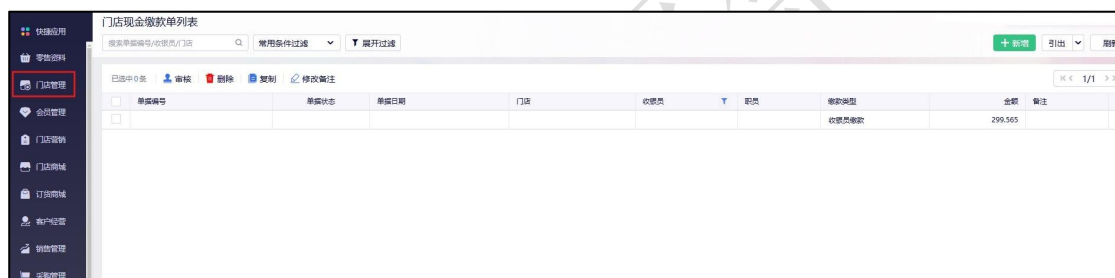 快捷应用
零售资料
门店管理
会员管理
门店营销
门店商城
订货商城
客户经营
销售管理
采购管理
门店现金缴款单列表
搜索单据编号/收银员/门店 常用条件过滤 展开过滤 新增 引出
已选中0条 审核 删除 复制 修改备注 1/1
单据编号 单据状态 单据日期 门店 收银员 职员 缴款类型 金额 备注
收银员缴款 299.565